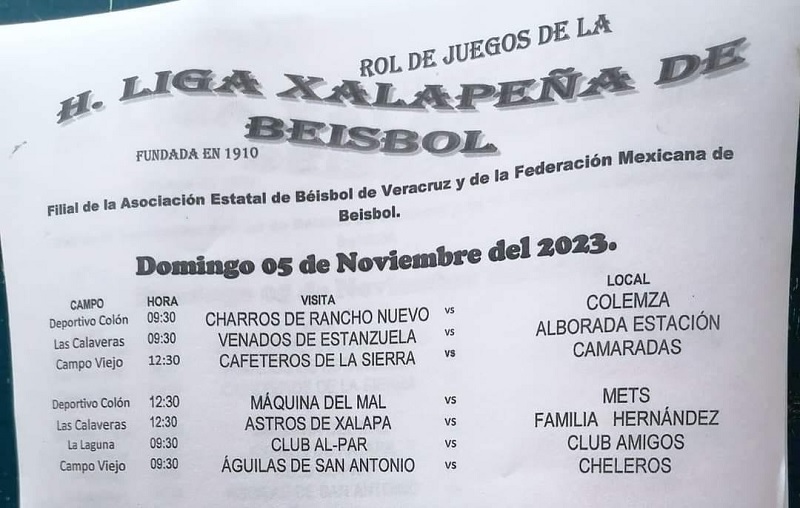 ROL DE JUEGOS DE LA
H. LIGA XALAPEÑA DE
BEISBOL
FUNDADA EN 1910
Filial de la Asociación Estatal de Béisbol de Veracruz y de la Federación Mexicana de
Beisbol.
Domingo 05 de Noviembre del 2023.
CAMPO HORA VISITA LOCAL
Deportivo Colón 09:30 CHARROS DE RANCHO NUEVO vs COLEMZA
Las Calaveras 09:30 VENADOS DE ESTANZUELA vs ALBORADA ESTACIÓN
Campo Viejo 12:30 CAFETEROS DE LA SIERRA vs CAMARADAS
Deportivo Colón 12:30 MÁQUINA DEL MAL vs METS
Las Calaveras 12:30 ASTROS DE XALAPA vs FAMILIA HERNÁNDEZ
La Laguna 09:30 CLUB AL-PAR vs CLUB AMIGOS
Campo Viejo 09:30 ÁGUILAS DE SAN ANTONIO vs CHELEROS